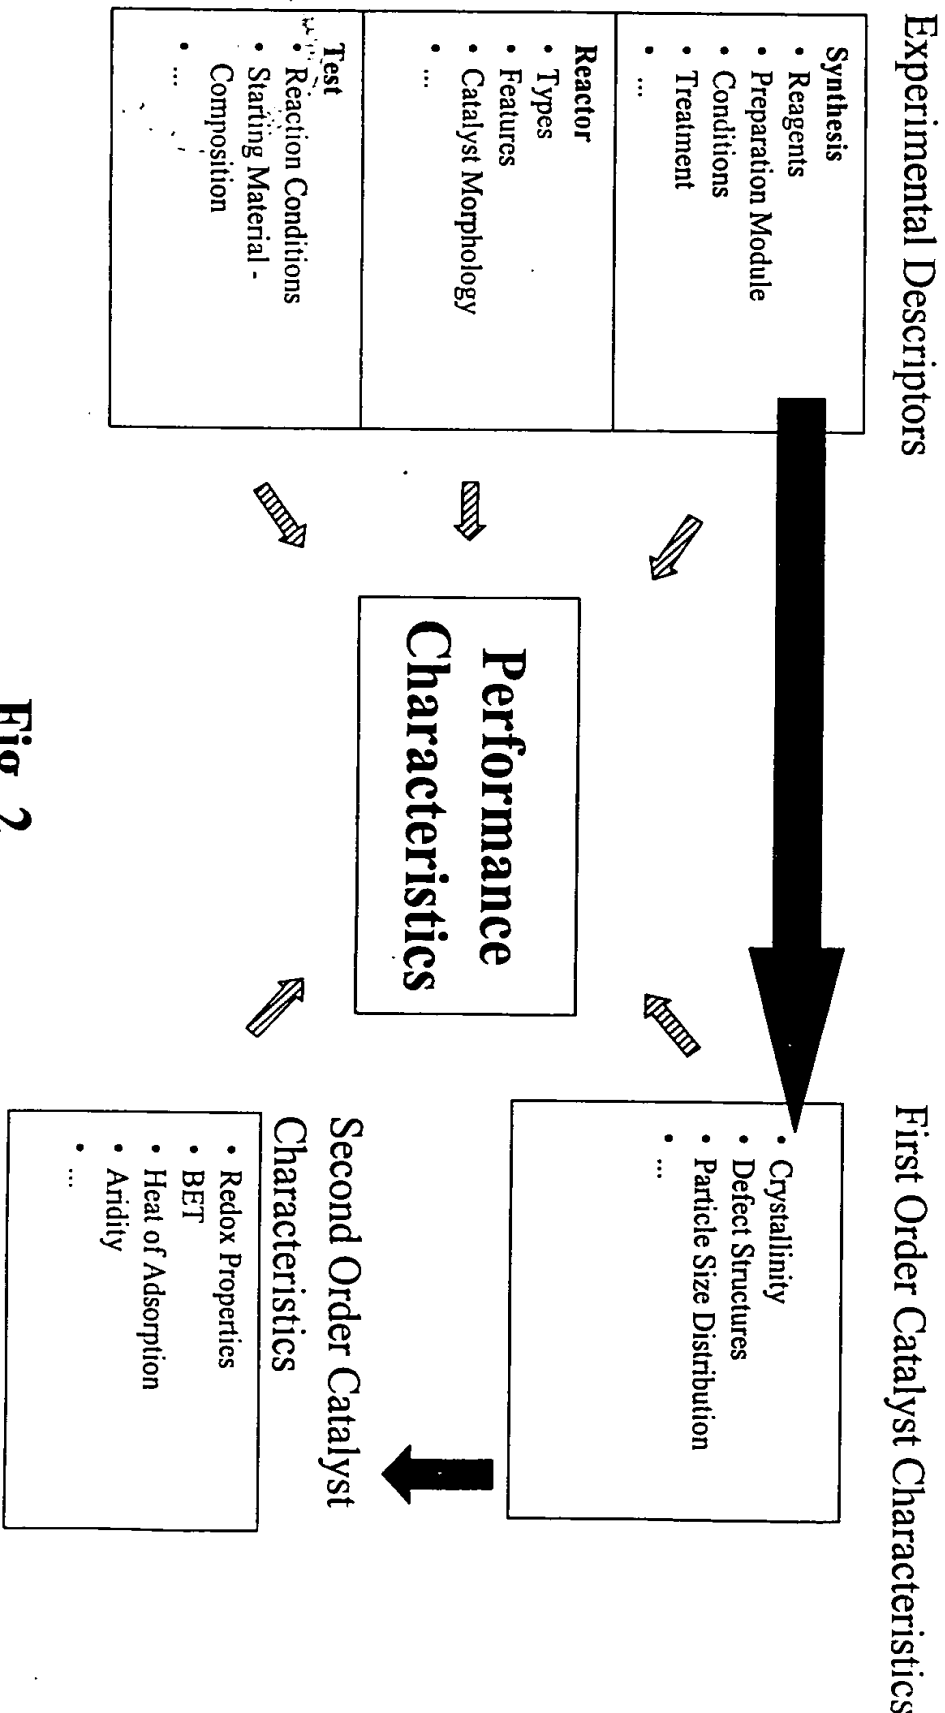 Experimental Descriptors
Synthesis
• Reagents
• Preparation Module
• Conditions
• Treatment
• ...
Reactor
• Types
• Features
• Catalyst Morphology
• ...
Test
• Reaction Conditions
• Starting Material -
Composition
• ...
Performance
Characteristics
First Order Catalyst Characteristics
• Crystallinity
• Defect Structures
• Particle Size Distribution
• ...
Second Order Catalyst
Characteristics
• Redox Properties
• BET
• Heat of Adsorption
• Aridity
• ...
Fig. 2